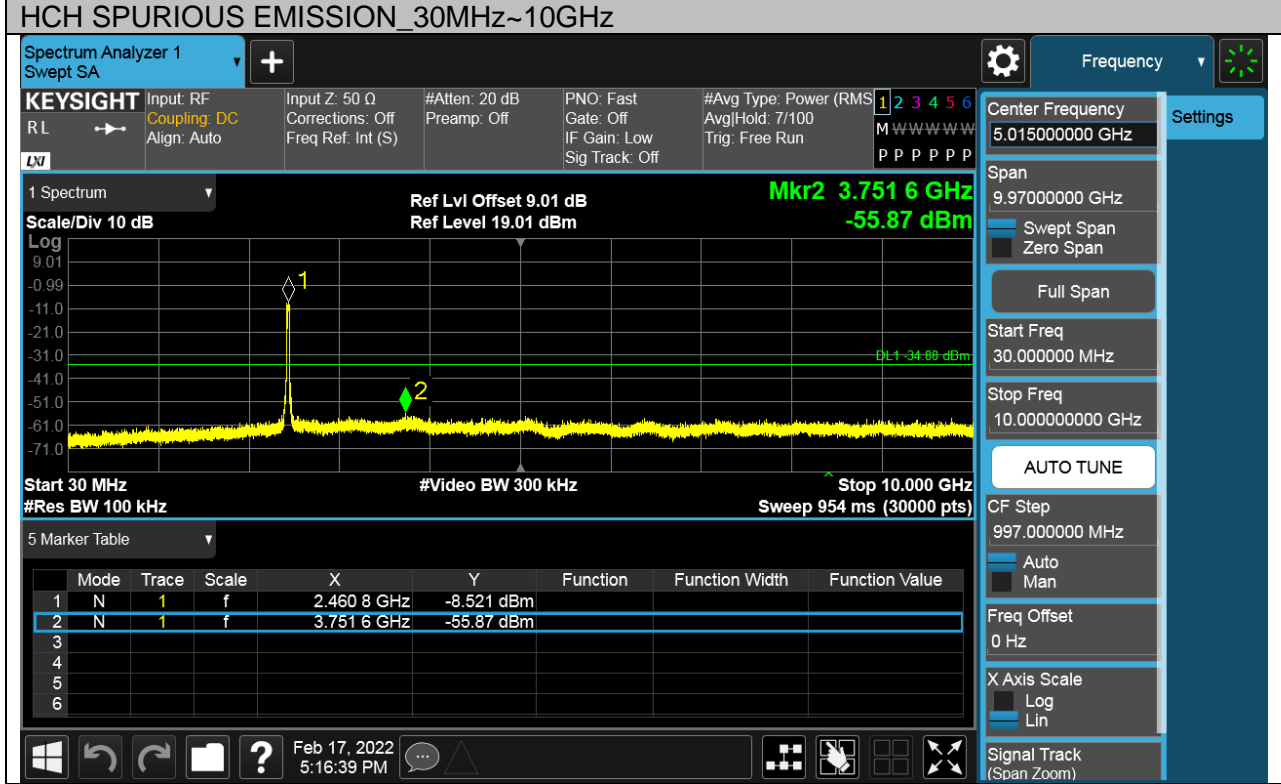 HCH SPURIOUS EMISSION_30MHz~10GHz
Spectrum Analyzer 1
Swept SA
+
Frequency
KEYSIGHT
RL
LXI
Input: RF
Coupling: DC
Align: Auto
Input Z: 50 Ω
Corrections: Off
Freq Ref: Int (S)
#Atten: 20 dB
Preamp: Off
PNO: Fast
Gate: Off
IF Gain: Low
Sig Track: Off
#Avg Type: Power (RMS
Avg|Hold: 7/100
Trig: Free Run
1 2 3 4 5 6
M W W W W W
P P P P P P
1 Spectrum
Scale/Div 10 dB
Ref Lvl Offset 9.01 dB
Ref Level 19.01 dBm
Mkr2 3.751 6 GHz
-55.87 dBm
Log
9.01
-0.99
-11.0
-21.0
-31.0
-41.0
-51.0
-61.0
-71.0
1
2
DL1 -34.88 dBm
Start 30 MHz
#Res BW 100 kHz
#Video BW 300 kHz
Stop 10.000 GHz
Sweep 954 ms (30000 pts)
5 Marker Table
Mode Trace Scale X Y Function Function Width Function Value
1 N 1 f 2.460 8 GHz -8.521 dBm
2 N 1 f 3.751 6 GHz -55.87 dBm
3
4
5
6
?
Feb 17, 2022
5:16:39 PM
Center Frequency
5.015000000 GHz
Settings
Span
9.97000000 GHz
Swept Span
Zero Span
Full Span
Start Freq
30.000000 MHz
Stop Freq
10.000000000 GHz
AUTO TUNE
CF Step
997.000000 MHz
Auto
Man
Freq Offset
0 Hz
X Axis Scale
Log
Lin
Signal Track
(Span Zoom)